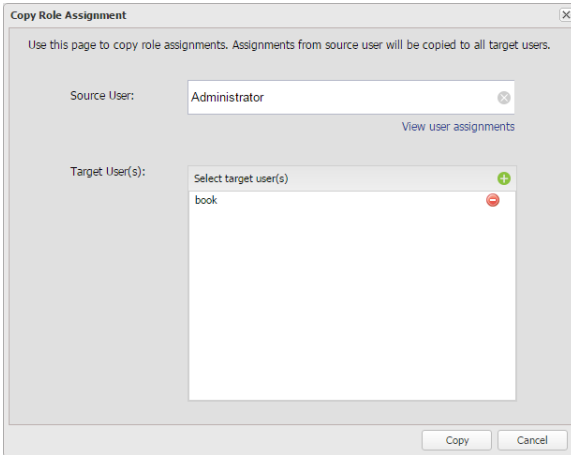 Copy Role Assignment
Use this page to copy role assignments. Assignments from source user will be copied to all target users.
Source User:
Administrator
View user assignments
Target User(s):
Select target user(s)
book
Copy
Cancel